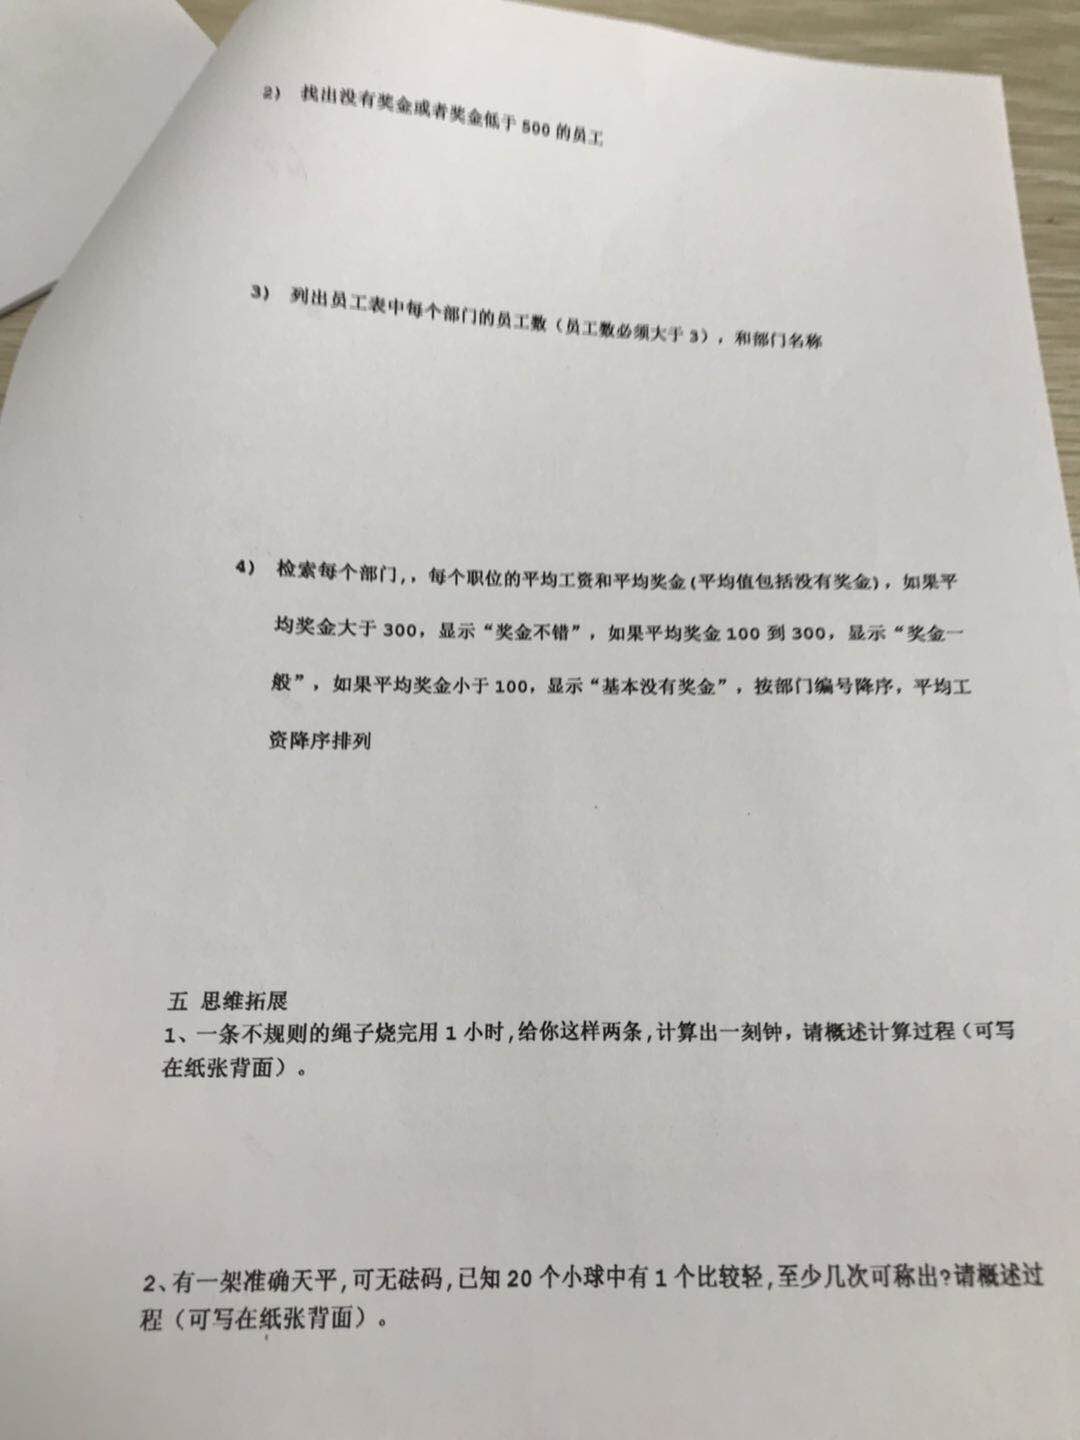 2) 找出没有奖金或者奖金低于 500 的员工
3) 列出员工表中每个部门的员工数（员工数必须大于 3），和部门名称
4) 检索每个部门,，每个职位的平均工资和平均奖金(平均值包括没有奖金)，如果平
均奖金大于 300，显示“奖金不错”，如果平均奖金 100 到 300，显示“奖金一
般”，如果平均奖金小于 100，显示“基本没有奖金”，按部门编号降序，平均工
资降序排列
五 思维拓展
1、一条不规则的绳子烧完用 1 小时,给你这样两条,计算出一刻钟，请概述计算过程（可写
在纸张背面）。
2、有一架准确天平,可无砝码,已知 20 个小球中有 1 个比较轻,至少几次可称出?请概述过
程（可写在纸张背面）。